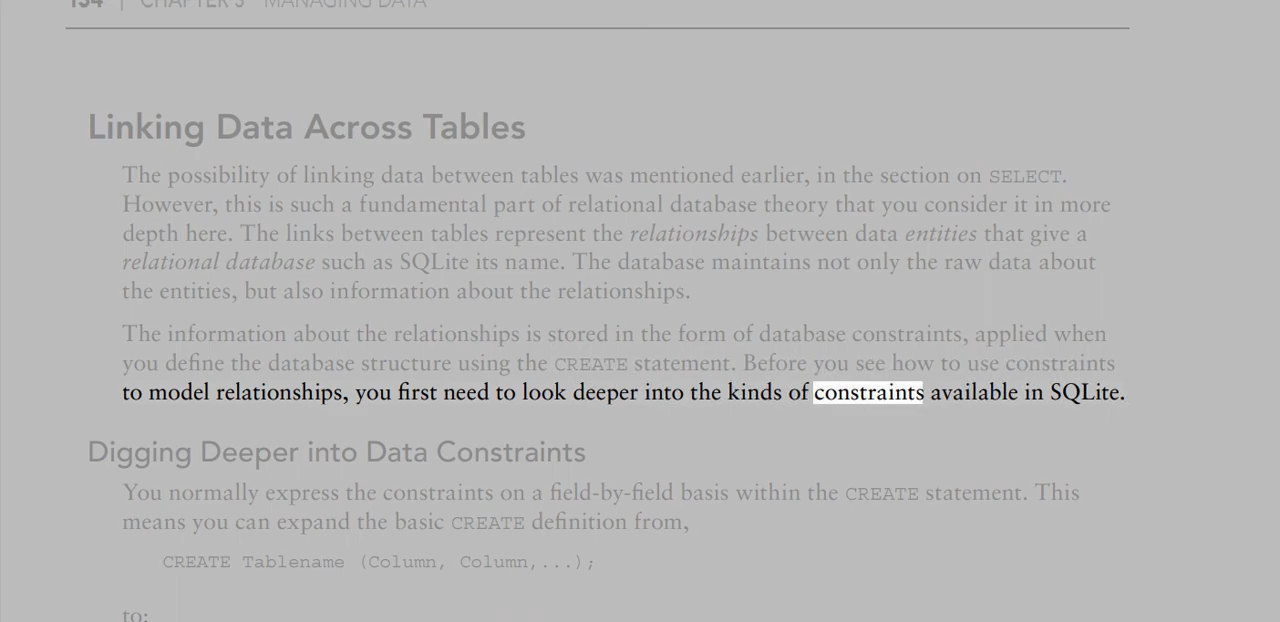 134 | CHAPTER 3 MANAGING DATA
Linking Data Across Tables
The possibility of linking data between tables was mentioned earlier, in the section on SELECT.
However, this is such a fundamental part of relational database theory that you consider it in more
depth here. The links between tables represent the relationships between data entities that give a
relational database such as SQLite its name. The database maintains not only the raw data about
the entities, but also information about the relationships.
The information about the relationships is stored in the form of database constraints, applied when
you define the database structure using the CREATE statement. Before you see how to use constraints
to model relationships, you first need to look deeper into the kinds of constraints available in SQLite.
Digging Deeper into Data Constraints
You normally express the constraints on a field-by-field basis within the CREATE statement. This
means you can expand the basic CREATE definition from,
CREATE Tablename (Column, Column,...);
to: